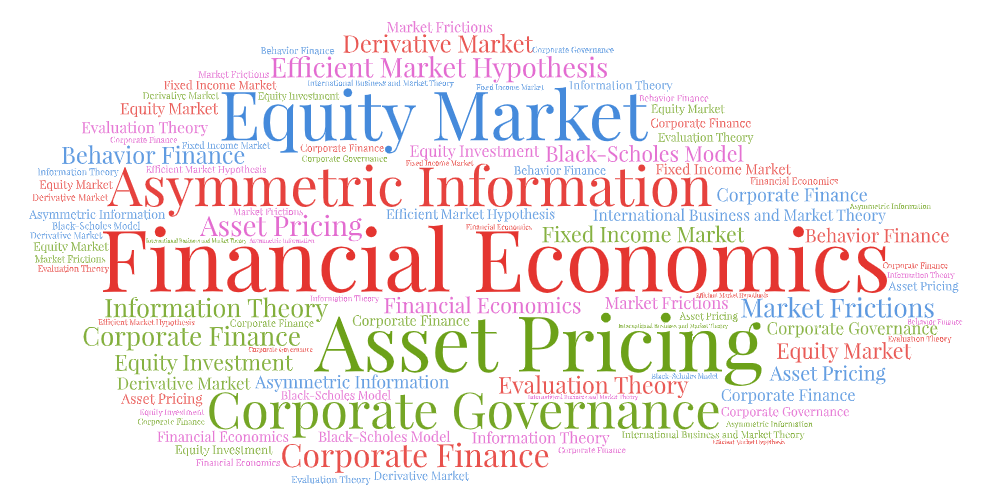 Market Frictions
Derivative Market
Behavior Finance
Corporate Governance
Efficient Market Hypothesis
Market Frictions
International Business and Market Theory
Fixed Income Market
Fixed Income Market
Information Theory
Derivative Market
Equity Investment
Equity Market
Behavior Finance
Equity Market
Equity Market
Corporate Finance
Evaluation Theory
Evaluation Theory
Corporate Finance
Fixed Income Market
Corporate Finance
Equity Investment
Black-Scholes Model
Behavior Finance
Corporate Governance
Fixed Income Market
Information Theory
Efficient Market Hypothesis
Behavior Finance
Fixed Income Market
Asymmetric Information
Equity Market
Financial Economics
Derivative Market
Corporate Finance
Asymmetric Information
Market Frictions
Efficient Market Hypothesis
International Business and Market Theory
Asymmetric Information
Black-Scholes Model
Asset Pricing
Financial Economics
Fixed Income Market
Behavior Finance
Derivative Market
International Business and Market Theory
Asymmetric Information
Equity Market
Financial Economics
Market Frictions
Evaluation Theory
Corporate Finance
Information Theory
Asset Pricing
Information Theory
Information Theory
Financial Economics
Market Frictions
Efficient Market Hypothesis
Market Frictions
Efficient Market Hypothesis
Corporate Finance
Corporate Finance
Asset Pricing
International Business and Market Theory
Behavior Finance
Corporate Finance
Asset Pricing
Corporate Governance
Evaluation Theory
Corporate Governance
Equity Market
Equity Investment
Asset Pricing
Derivative Market
Asymmetric Information
Black-Scholes Model
Evaluation Theory
Asset Pricing
Black-Scholes Model
International Business and Market Theory
Corporate Finance
Equity Investment
Corporate Governance
Corporate Governance
Corporate Finance
Asymmetric Information
Financial Economics
Black-Scholes Model
Information Theory
International Business and Market Theory
Efficient Market Hypothesis
Equity Investment
Corporate Finance
Corporate Finance
Financial Economics
Evaluation Theory
Derivative Market